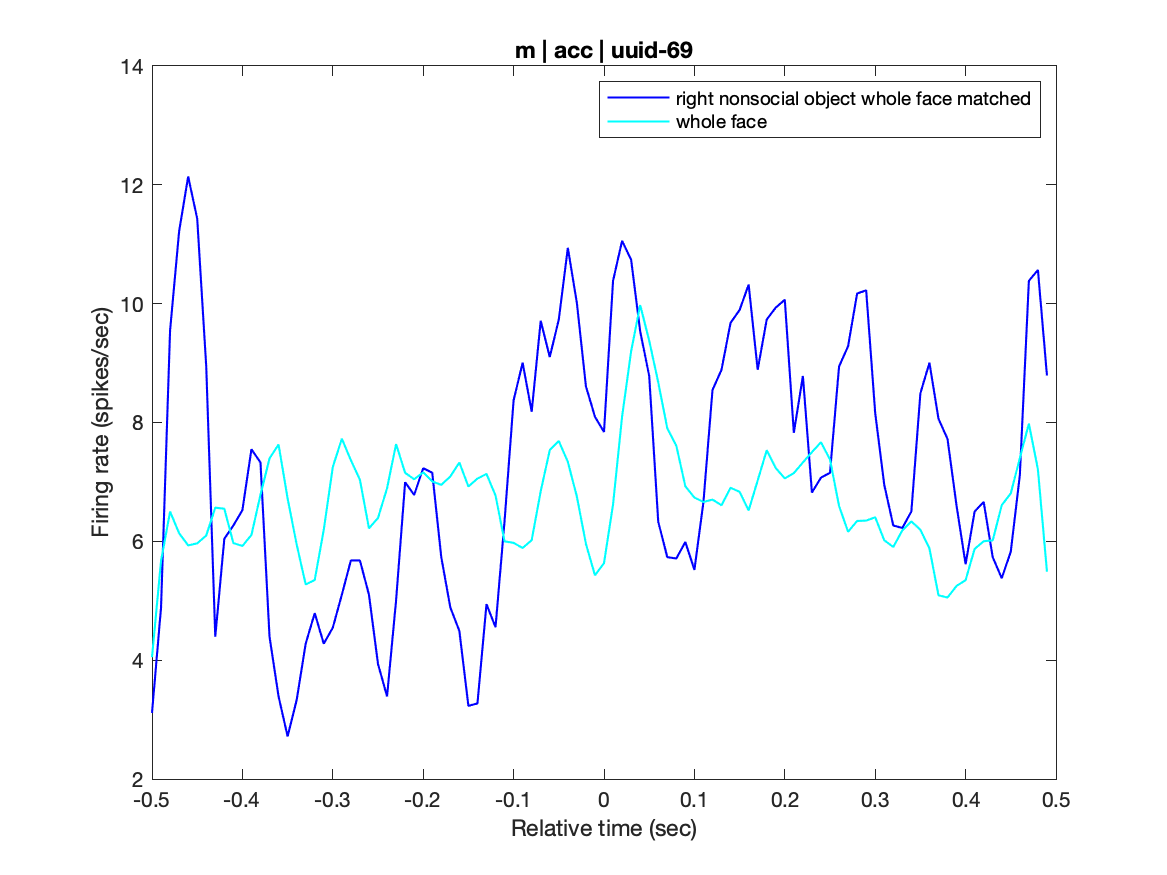 m | acc | uuid-69
14
12
10
8
6
4
2
Firing rate (spikes/sec)
right nonsocial object whole face matched
whole face
-0.5 -0.4 -0.3 -0.2 -0.1 0 0.1 0.2 0.3 0.4 0.5
Relative time (sec)